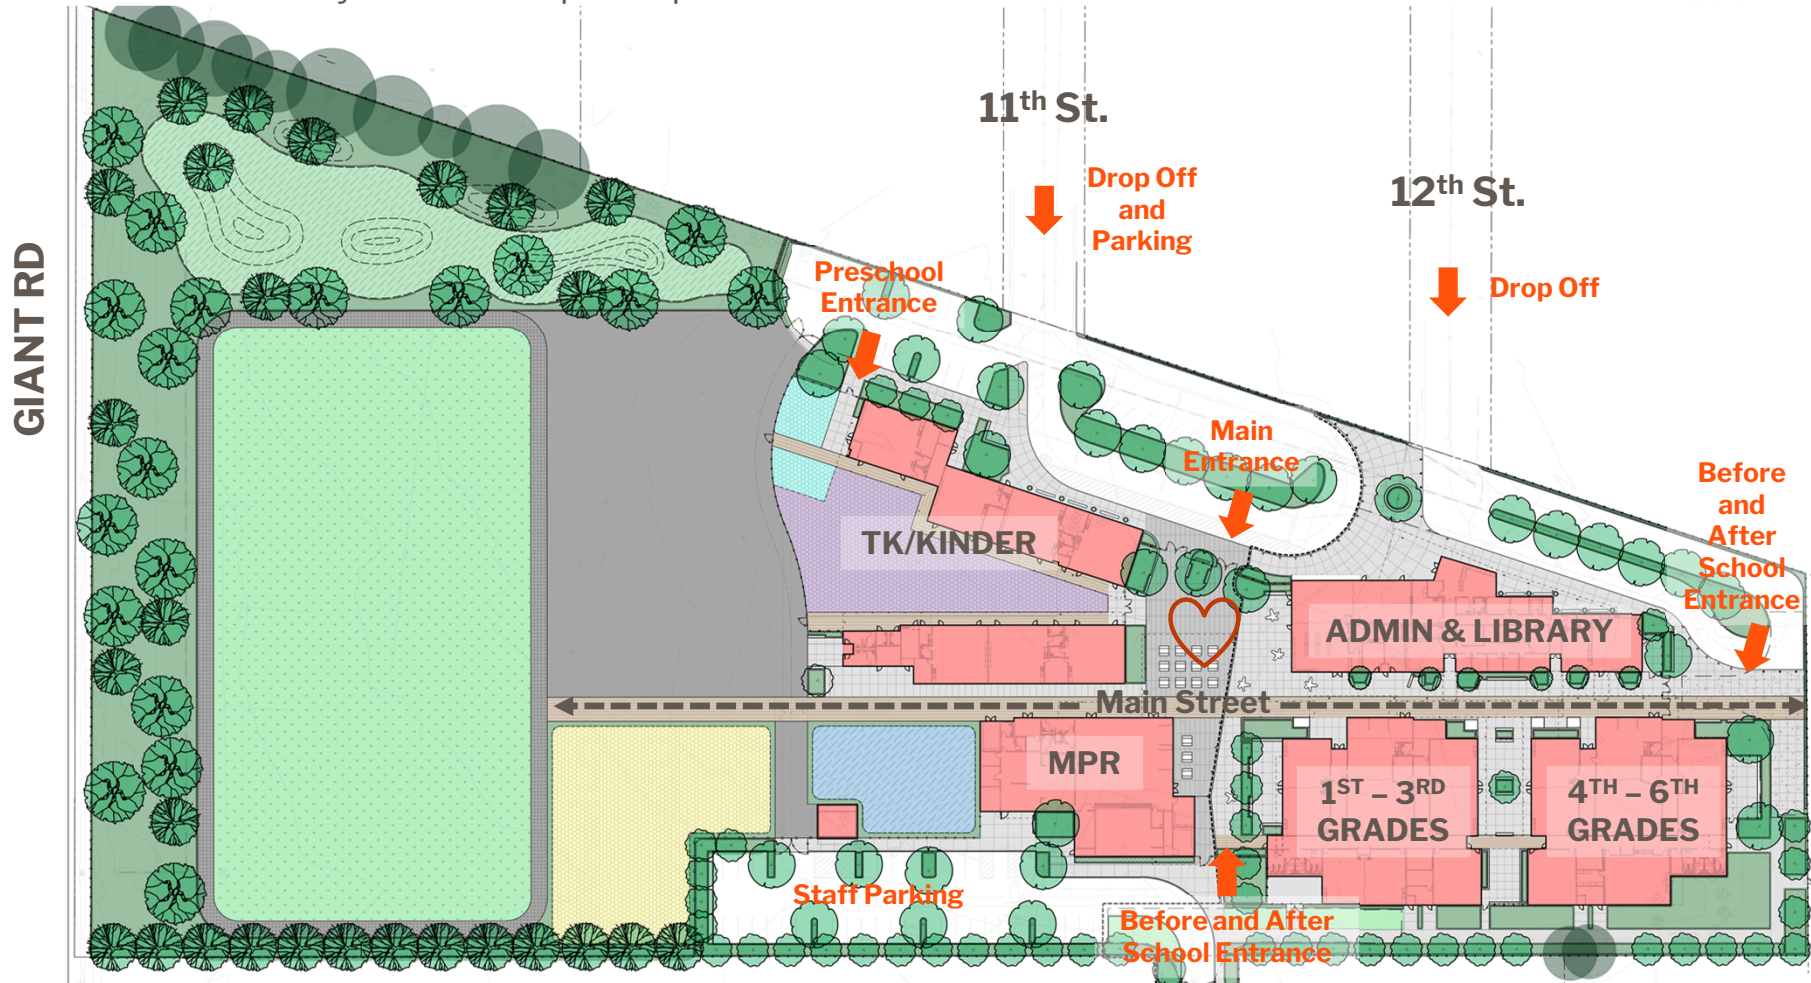 11th St.
Drop Off
and
Parking
12th St.
Drop Off
GIANT RD
Preschool
Entrance
Main
Entrance
Before
and
After
School
Entrance
TK/KINDER
ADMIN & LIBRARY
Main Street
MPR
1ST – 3RD
GRADES
4TH – 6TH
GRADES
Staff Parking
Before and After
School Entrance